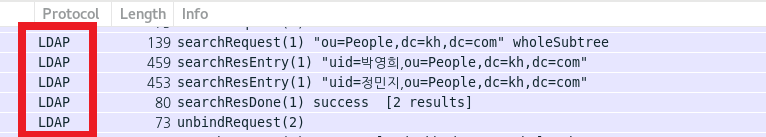 Protocol Length Info
LDAP 139 searchRequest(1) "ou=People,dc=kh,dc=com" wholeSubtree
LDAP 459 searchResEntry(1) "uid=박영희,ou=People,dc=kh,dc=com"
LDAP 453 searchResEntry(1) "uid=정민지,ou=People,dc=kh,dc=com"
LDAP 80 searchResDone(1) success [2 results]
LDAP 73 unbindRequest(2)